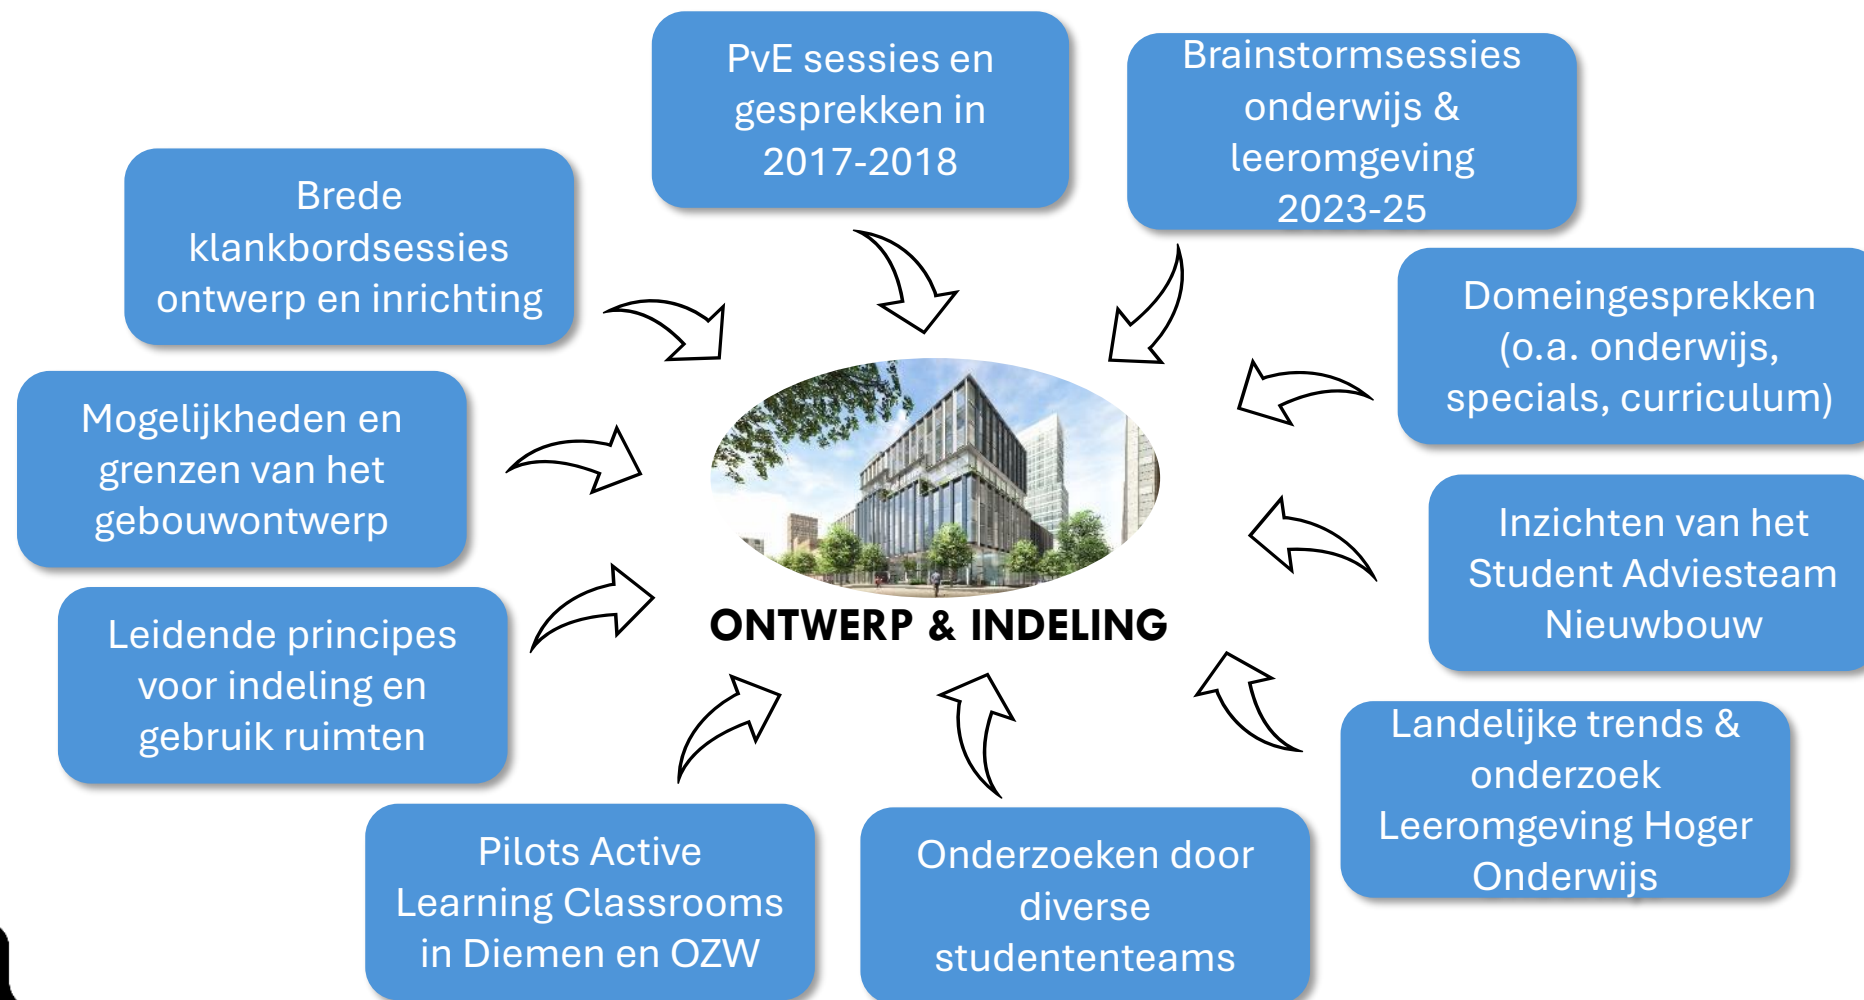 PvE sessies en
gesprekken in
2017-2018
Brainstormsessies
onderwijs &
leeromgeving
2023-25
Brede
klankbordsessies
ontwerp en inrichting
Domeingesprekken
(o.a. onderwijs,
specials, curriculum)
Mogelijkheden en
grenzen van het
gebouwontwerp
Inzichten van het
Student Adviesteam
Nieuwbouw
ONTWERP & INDELING
Leidende principes
voor indeling en
gebruik ruimten
Landelijke trends &
onderzoek
Leeromgeving Hoger
Onderwijs
Pilots Active
Learning Classrooms
in Diemen en OZW
Onderzoeken door
diverse
studententeams